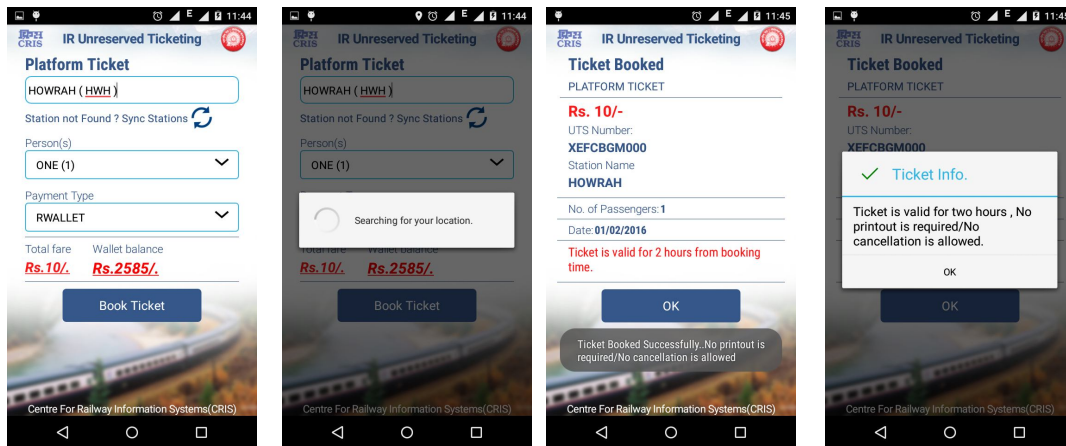 E 11:44
क्रिस
CRIS
IR Unreserved Ticketing
Platform Ticket
HOWRAH ( HWH )
Station not Found ? Sync Stations
Person(s)
ONE (1)
Payment Type
RWALLET
Total fare Wallet balance
Rs.10/. Rs.2585/.
Book Ticket
Centre For Railway Information Systems(CRIS)
E 11:44
क्रिस
CRIS
IR Unreserved Ticketing
Platform Ticket
HOWRAH ( HWH )
Station not Found ? Sync Stations
Person(s)
ONE (1)
Searching for your location.
Total fare Wallet balance
Rs.10/. Rs.2585/.
Book Ticket
Centre For Railway Information Systems(CRIS)
E 11:45
क्रिस
CRIS
IR Unreserved Ticketing
Ticket Booked
PLATFORM TICKET
Rs. 10/-
UTS Number:
XEFCBGM000
Station Name
HOWRAH
No. of Passengers: 1
Date: 01/02/2016
Ticket is valid for 2 hours from booking
time.
OK
Ticket Booked Successfully..No printout is
required/No cancellation is allowed
Centre For Railway Information Systems(CRIS)
E 11:45
क्रिस
CRIS
IR Unreserved Ticketing
Ticket Booked
PLATFORM TICKET
Rs. 10/-
UTS Number:
XEFCBGM000
Ticket Info.
Ticket is valid for two hours , No
printout is required/No
cancellation is allowed.
OK
OK
Centre For Railway Information Systems(CRIS)